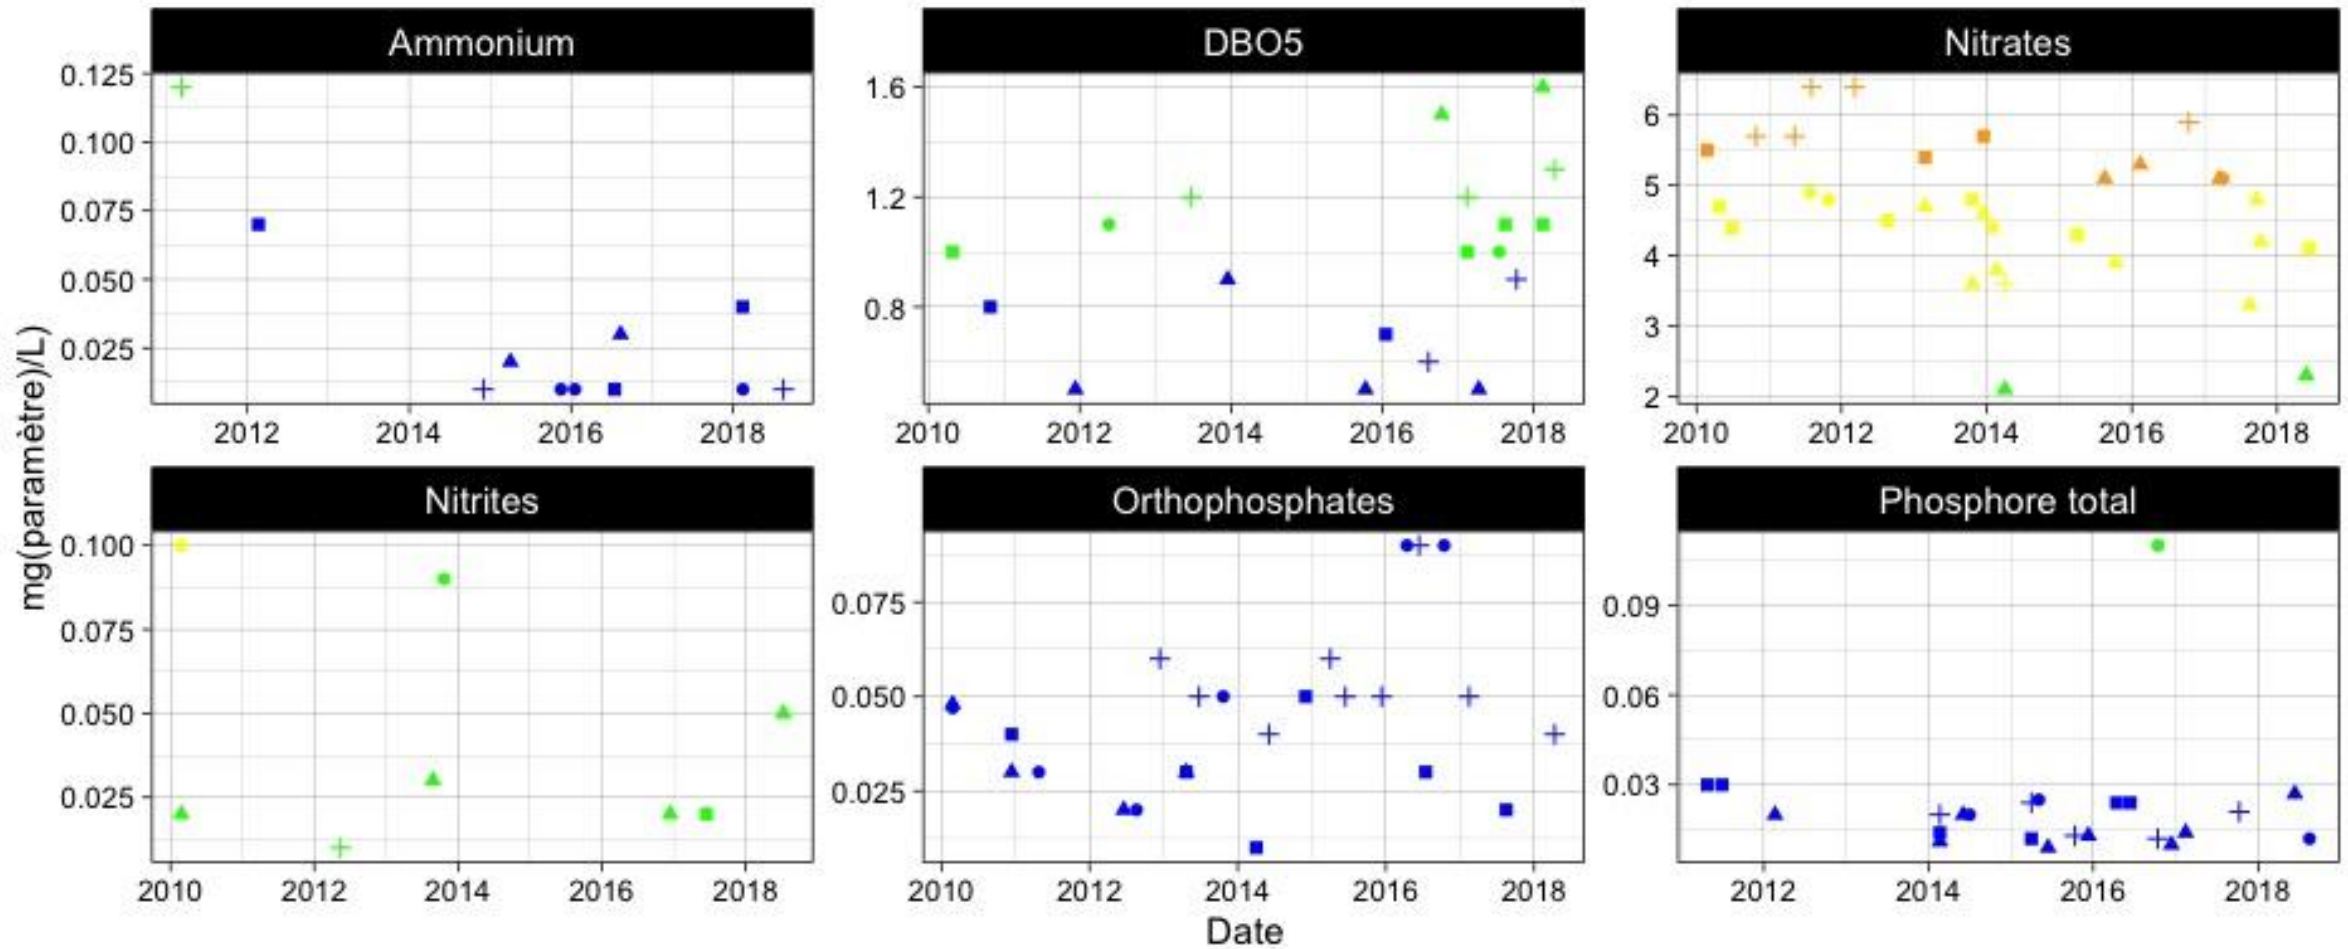 Ammonium
DBO5
Nitrates
0.125
0.100
0.075
0.050
0.025
2012 2014 2016 2018
1.6
1.2
0.8
2010 2012 2014 2016 2018
6
5
4
3
2
2010 2012 2014 2016 2018
mg(paramètre)/L)
Nitrites
Orthophosphates
Phosphore total
0.100
0.075
0.050
0.025
2010 2012 2014 2016 2018
0.075
0.050
0.025
2010 2012 2014 2016 2018
0.09
0.06
0.03
2012 2014 2016 2018
Date